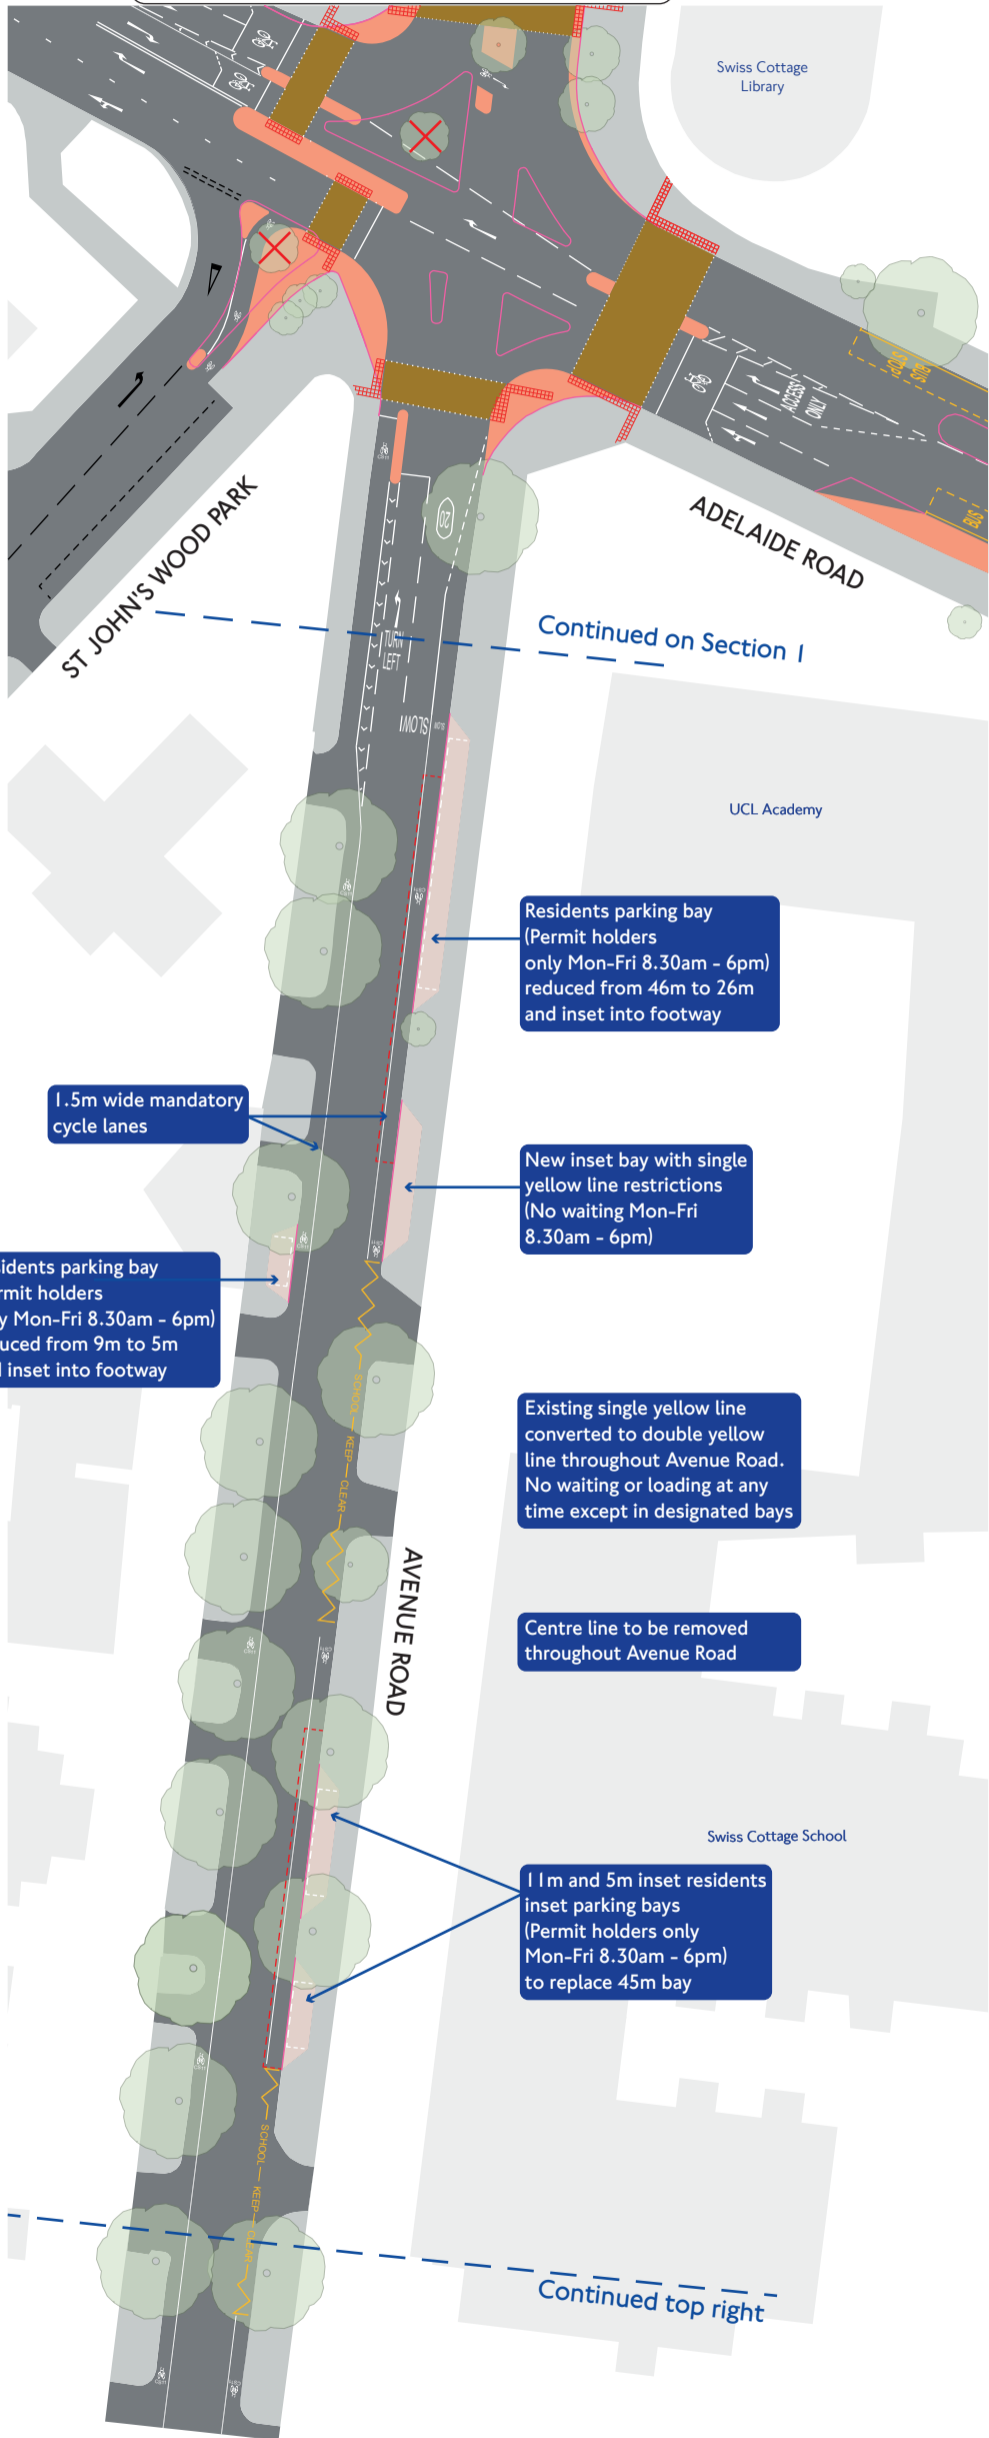 Swiss Cottage
Library
BUS
STOP
ACCESS
ONLY
BUS
20
ST JOHN'S WOOD PARK
ADELAIDE ROAD
Continued on Section 1
TURN
LEFT
SLOW!
SLOW
UCL Academy
Residents parking bay
(Permit holders
only Mon-Fri 8.30am - 6pm)
reduced from 46m to 26m
and inset into footway
1.5m wide mandatory
cycle lanes
New inset bay with single
yellow line restrictions
(No waiting Mon-Fri
8.30am - 6pm)
sidents parking bay
rmit holders
y Mon-Fri 8.30am - 6pm)
uced from 9m to 5m
l inset into footway
SCHOOL KEEP CLEAR
Existing single yellow line
converted to double yellow
line throughout Avenue Road.
No waiting or loading at any
time except in designated bays
AVENUE ROAD
Centre line to be removed
throughout Avenue Road
Swiss Cottage School
11m and 5m inset residents
inset parking bays
(Permit holders only
Mon-Fri 8.30am - 6pm)
to replace 45m bay
SCHOOL KEEP CLEAR
Continued top right